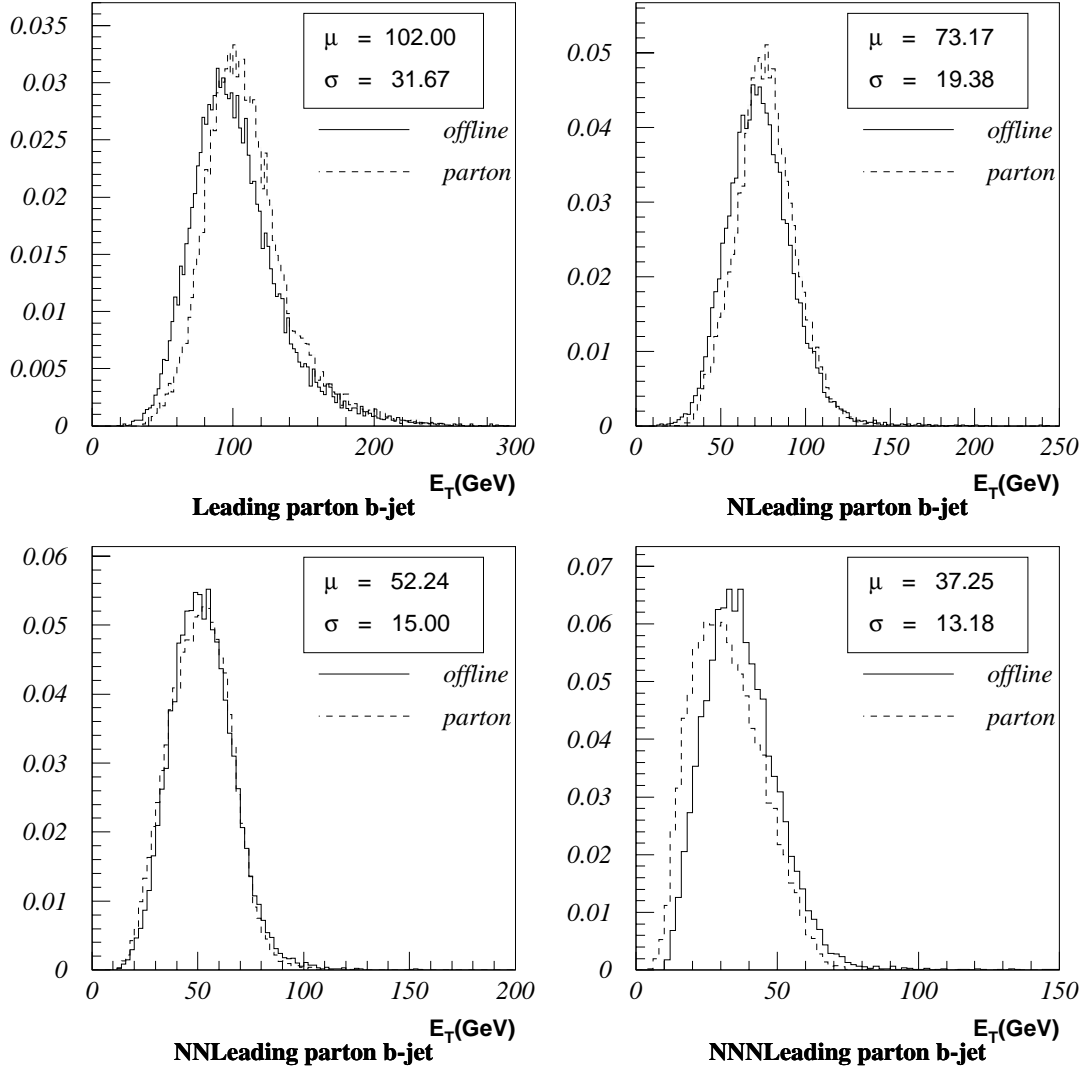 0.035
0.03
0.025
0.02
0.015
0.01
0.005
0
μ = 102.00
σ = 31.67
offline
parton
0 100 200 300
E_T(GeV)
Leading parton b-jet
0.05
0.04
0.03
0.02
0.01
0
μ = 73.17
σ = 19.38
offline
parton
0 50 100 150 200 250
E_T(GeV)
NLeading parton b-jet
0.06
0.05
0.04
0.03
0.02
0.01
0
μ = 52.24
σ = 15.00
offline
parton
0 50 100 150 200
E_T(GeV)
NNLeading parton b-jet
0.07
0.06
0.05
0.04
0.03
0.02
0.01
0
μ = 37.25
σ = 13.18
offline
parton
0 50 100 150
E_T(GeV)
NNNLeading parton b-jet